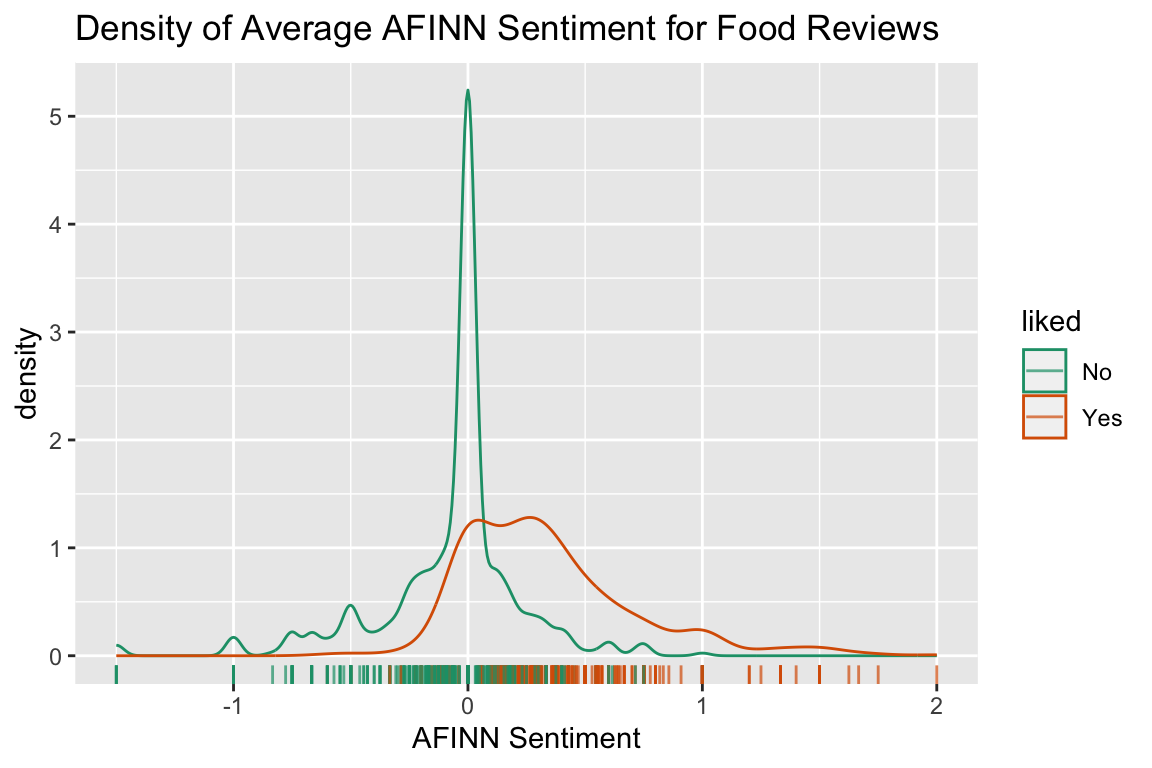 Density of Average AFINN Sentiment for Food Reviews
density
5
4
3
2
1
0
-1
0
1
2
AFINN Sentiment
liked
No
Yes